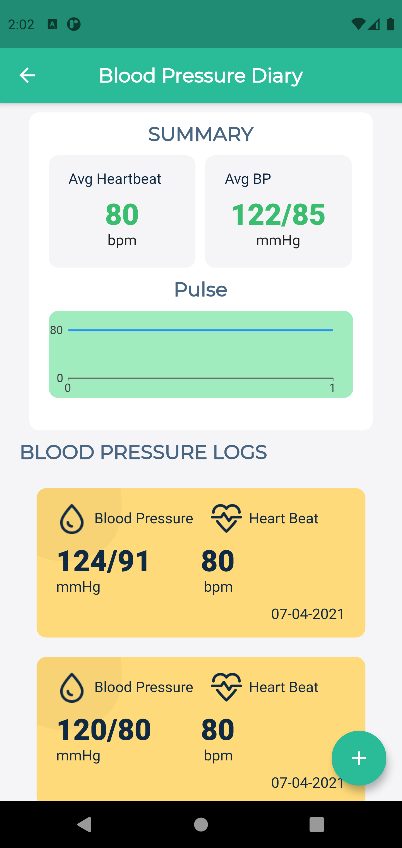 2:02
Blood Pressure Diary
SUMMARY
Avg Heartbeat
80
bpm
Avg BP
122/85
mmHg
Pulse
80
0
0 1
BLOOD PRESSURE LOGS
Blood Pressure Heart Beat
124/91 80
mmHg bpm
07-04-2021
Blood Pressure Heart Beat
120/80 80
mmHg bpm
07-04-2021
+